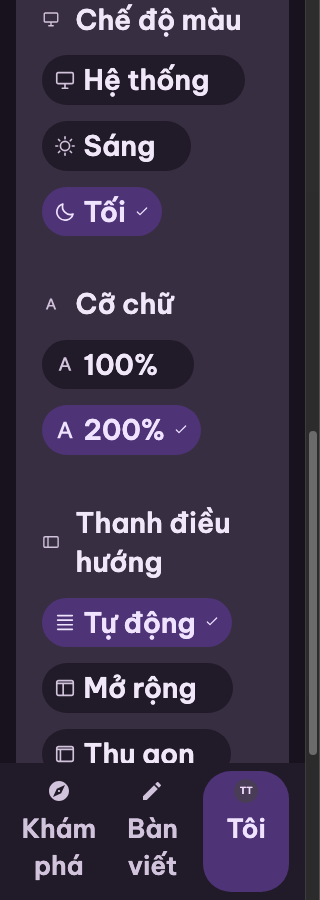 Chế độ màu
Hệ thống
Sáng
Tối
A Cỡ chữ
A 100%
A 200%
Thanh điều
hướng
Tự động
Mở rộng
Thu gọn
Khám
phá
Bàn
viết
TT
Tôi